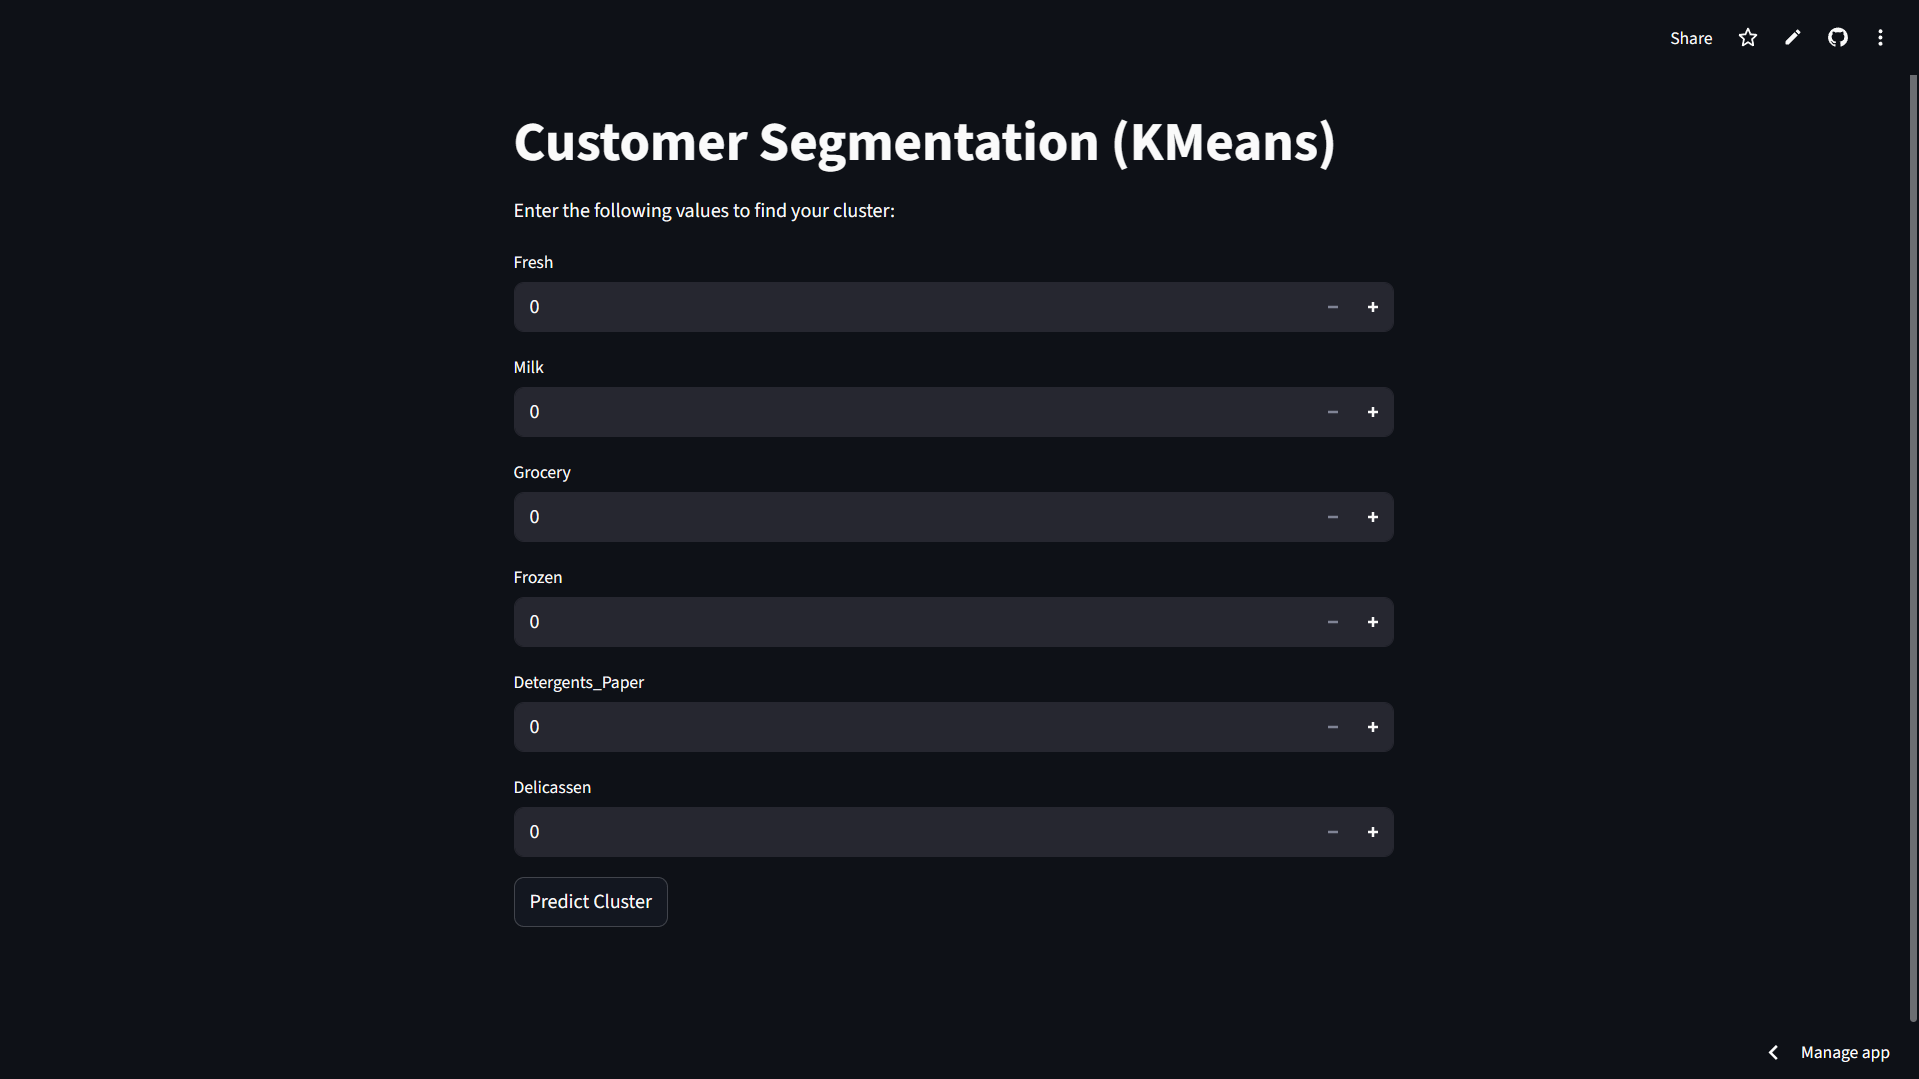 Share
Customer Segmentation (KMeans)
Enter the following values to find your cluster:
Fresh
0
Milk
0
Grocery
0
Frozen
0
Detergents_Paper
0
Delicassen
0
Predict Cluster
Manage app